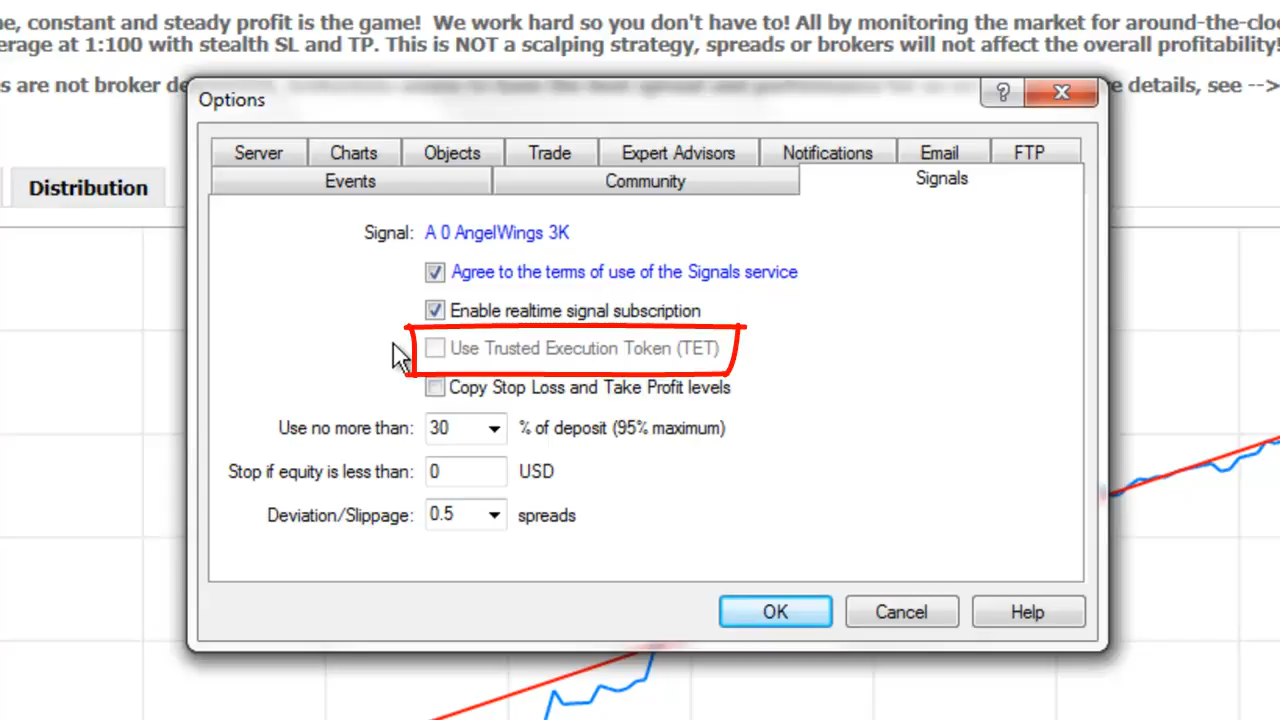 e, constant and steady profit is the game! We work hard so you don't have to! All by monitoring the market for around-the-clo
erage at 1:100 with stealth SL and TP. This is NOT a scalping strategy, spreads or brokers will not affect the overall profitability!
s are not broker de
e details, see -->
Options
?
Server Charts Objects Trade Expert Advisors Notifications Email FTP
Events Community Signals
Distribution
Signal: A 0 AngelWings 3K
Agree to the terms of use of the Signals service
Enable realtime signal subscription
Use Trusted Execution Token (TET)
Copy Stop Loss and Take Profit levels
Use no more than: 30 % of deposit (95% maximum)
Stop if equity is less than: 0 USD
Deviation/Slippage: 0.5 spreads
OK Cancel Help